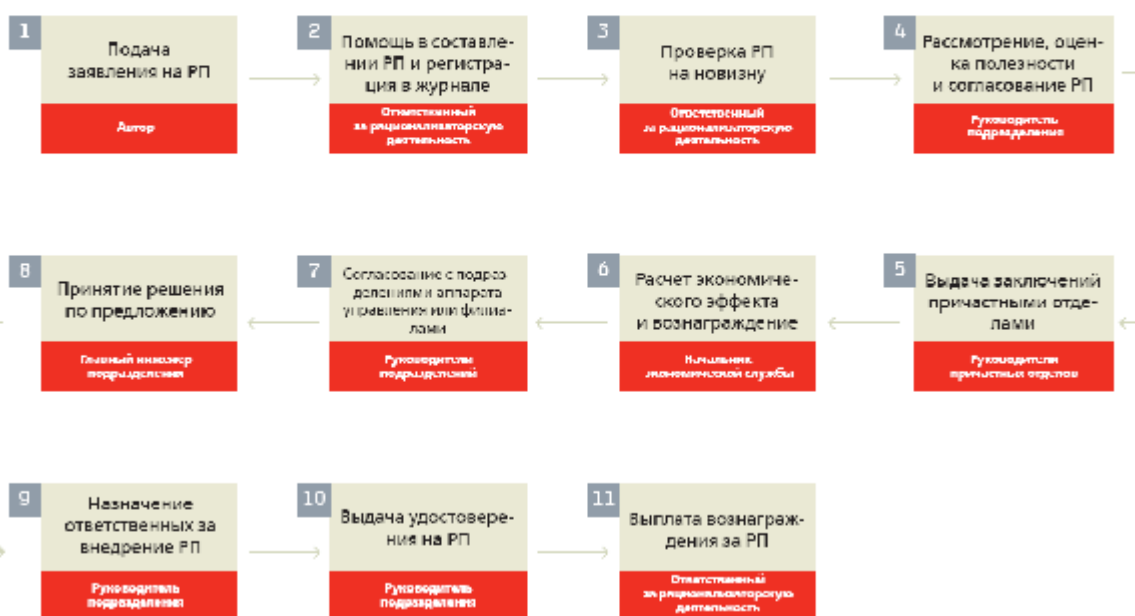 1
Подача
заявления на РП
Автор
2
Помощь в составле-
нии РП и регистра-
ция в журнале
Ответственный
за рационализаторскую
деятельность
3
Проверка РП
на новизну
Ответственный
за рационализаторскую
деятельность
4
Рассмотрение, оцен-
ка полезности
и согласование РП
Руководитель
подразделения
5
Выдача заключений
причастными отде-
лами
Руководители
причастных отделов
6
Расчет экономиче-
ского эффекта
и вознаграждение
Начальник
экономической службы
7
Согласование с подраз-
делениями аппарата
управления или филиа-
лами
Руководители
подразделений
8
Принятие решения
по предложению
Главный инженер
подразделения
9
Назначение
ответственных за
внедрение РП
Руководитель
подразделения
10
Выдача удостовере-
ния на РП
Руководитель
подразделения
11
Выплата вознаграж-
дения за РП
Ответственный
за рационализаторскую
деятельность